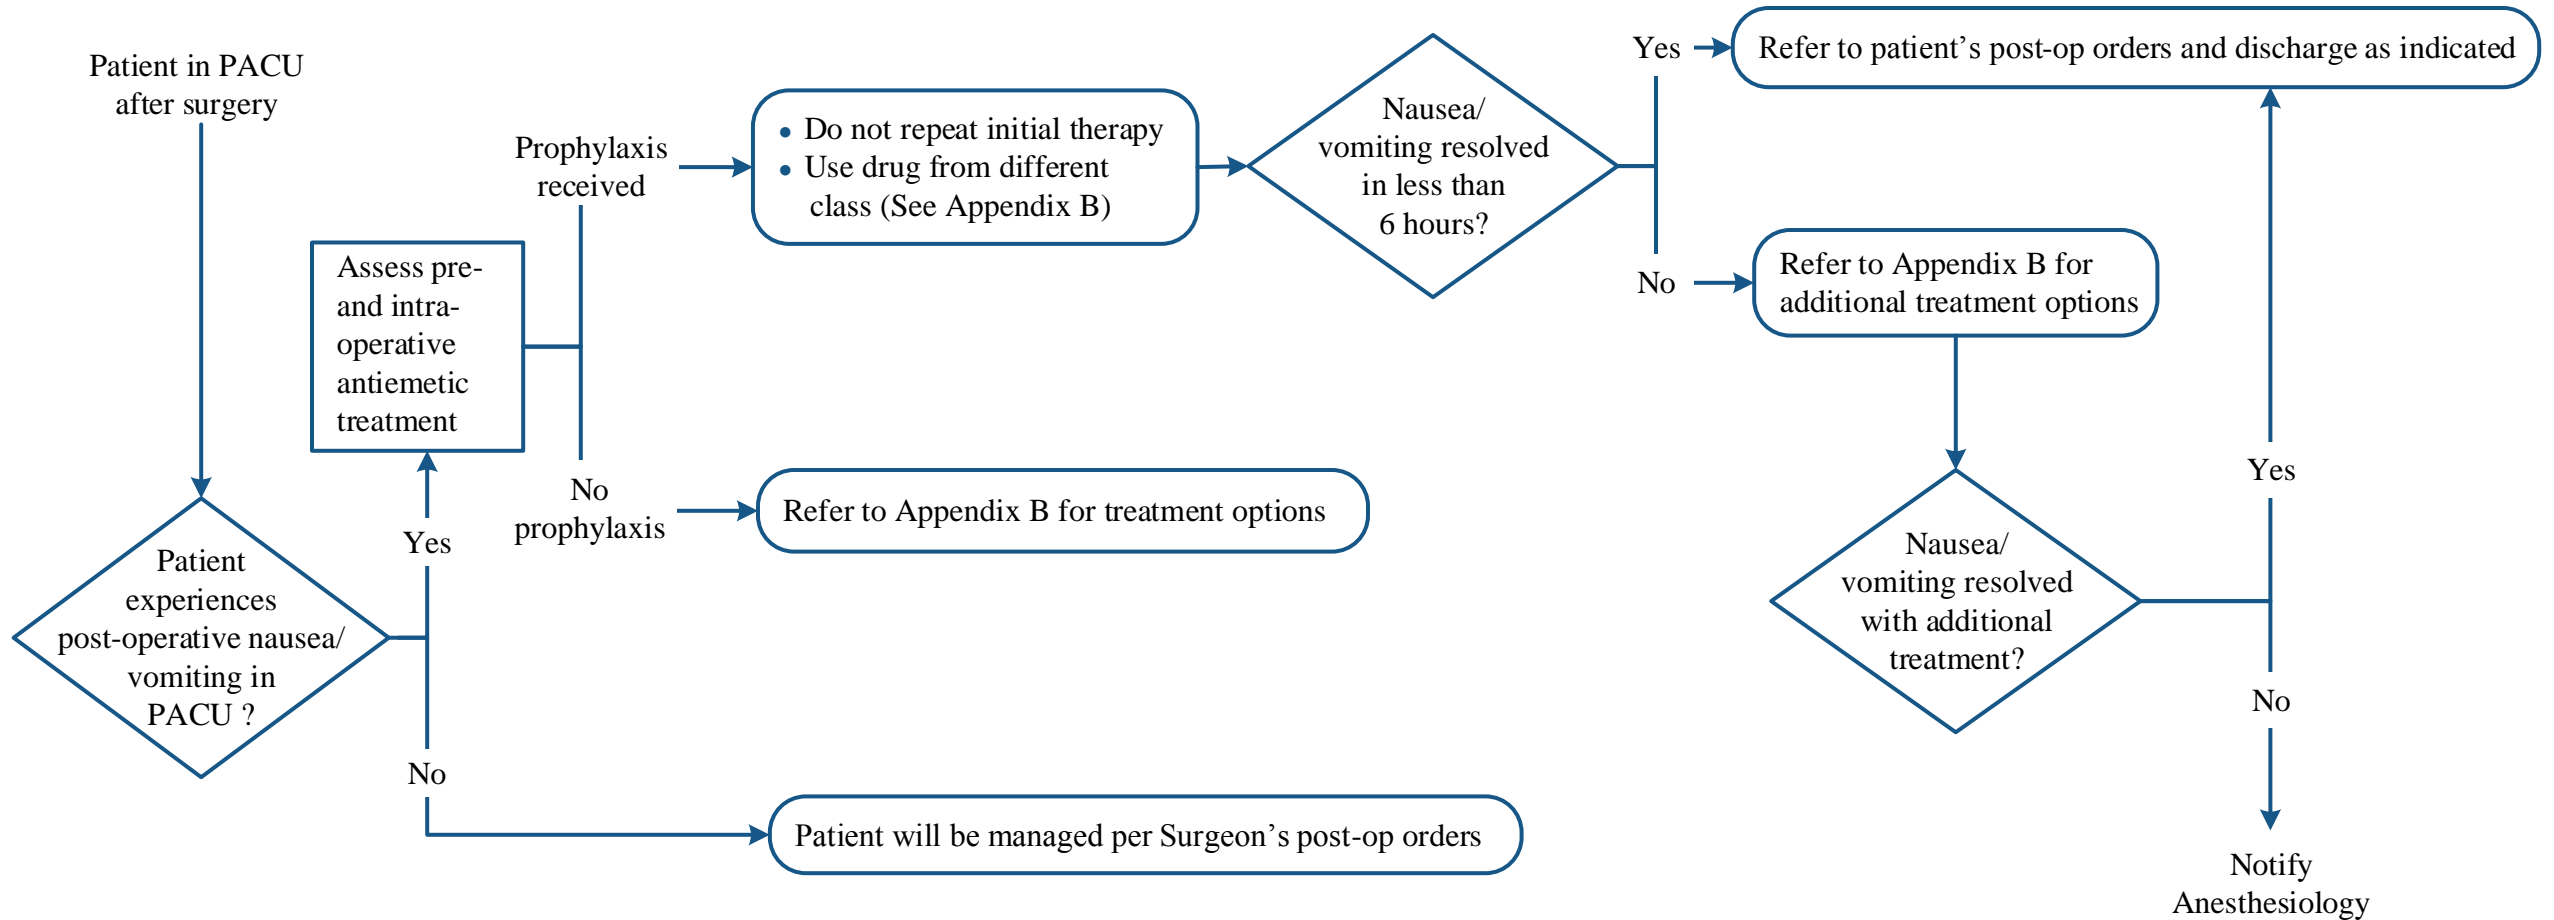 Patient in PACU
after surgery
Patient
experiences
post-operative nausea/
vomiting in
PACU ?
Yes
No
Assess pre-
and intra-
operative
antiemetic
treatment
Prophylaxis
received
No
prophylaxis
• Do not repeat initial therapy
• Use drug from different
class (See Appendix B)
Refer to Appendix B for treatment options
Patient will be managed per Surgeon’s post-op orders
Nausea/
vomiting resolved
in less than
6 hours?
Yes
No
Refer to patient’s post-op orders and discharge as indicated
Refer to Appendix B for
additional treatment options
Nausea/
vomiting resolved
with additional
treatment?
Yes
No
Notify
Anesthesiology